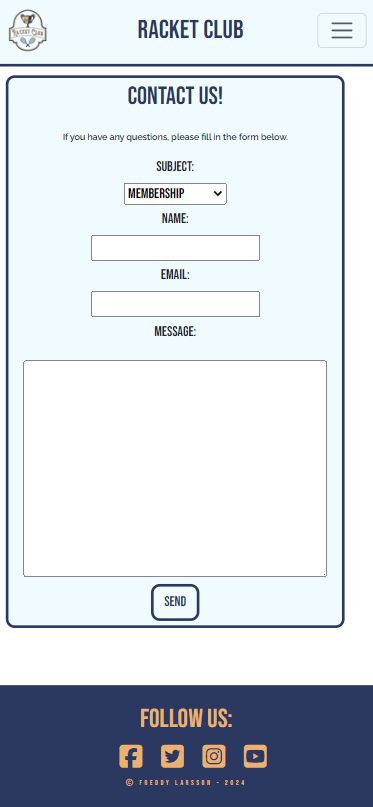 RACKET CLUB
RACKET CLUB
CONTACT US!
If you have any questions, please fill in the form below.
SUBJECT:
MEMBERSHIP
NAME:
EMAIL:
MESSAGE:
SEND
FOLLOW US:
© FREDDY LARSSON - 2024